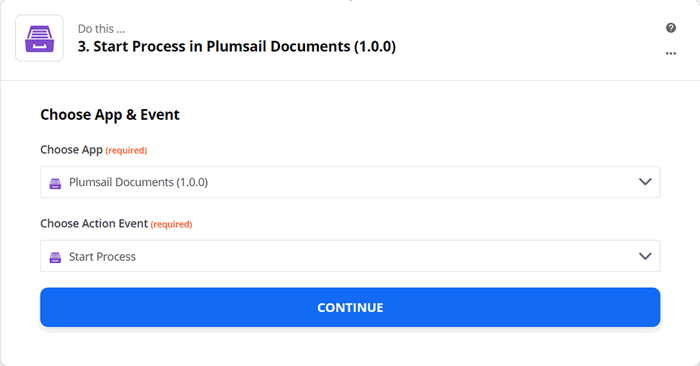 Do this ...
3. Start Process in Plumsail Documents (1.0.0)
?
...
Choose App & Event
Choose App (required)
Plumsail Documents (1.0.0)
Choose Action Event (required)
Start Process
CONTINUE